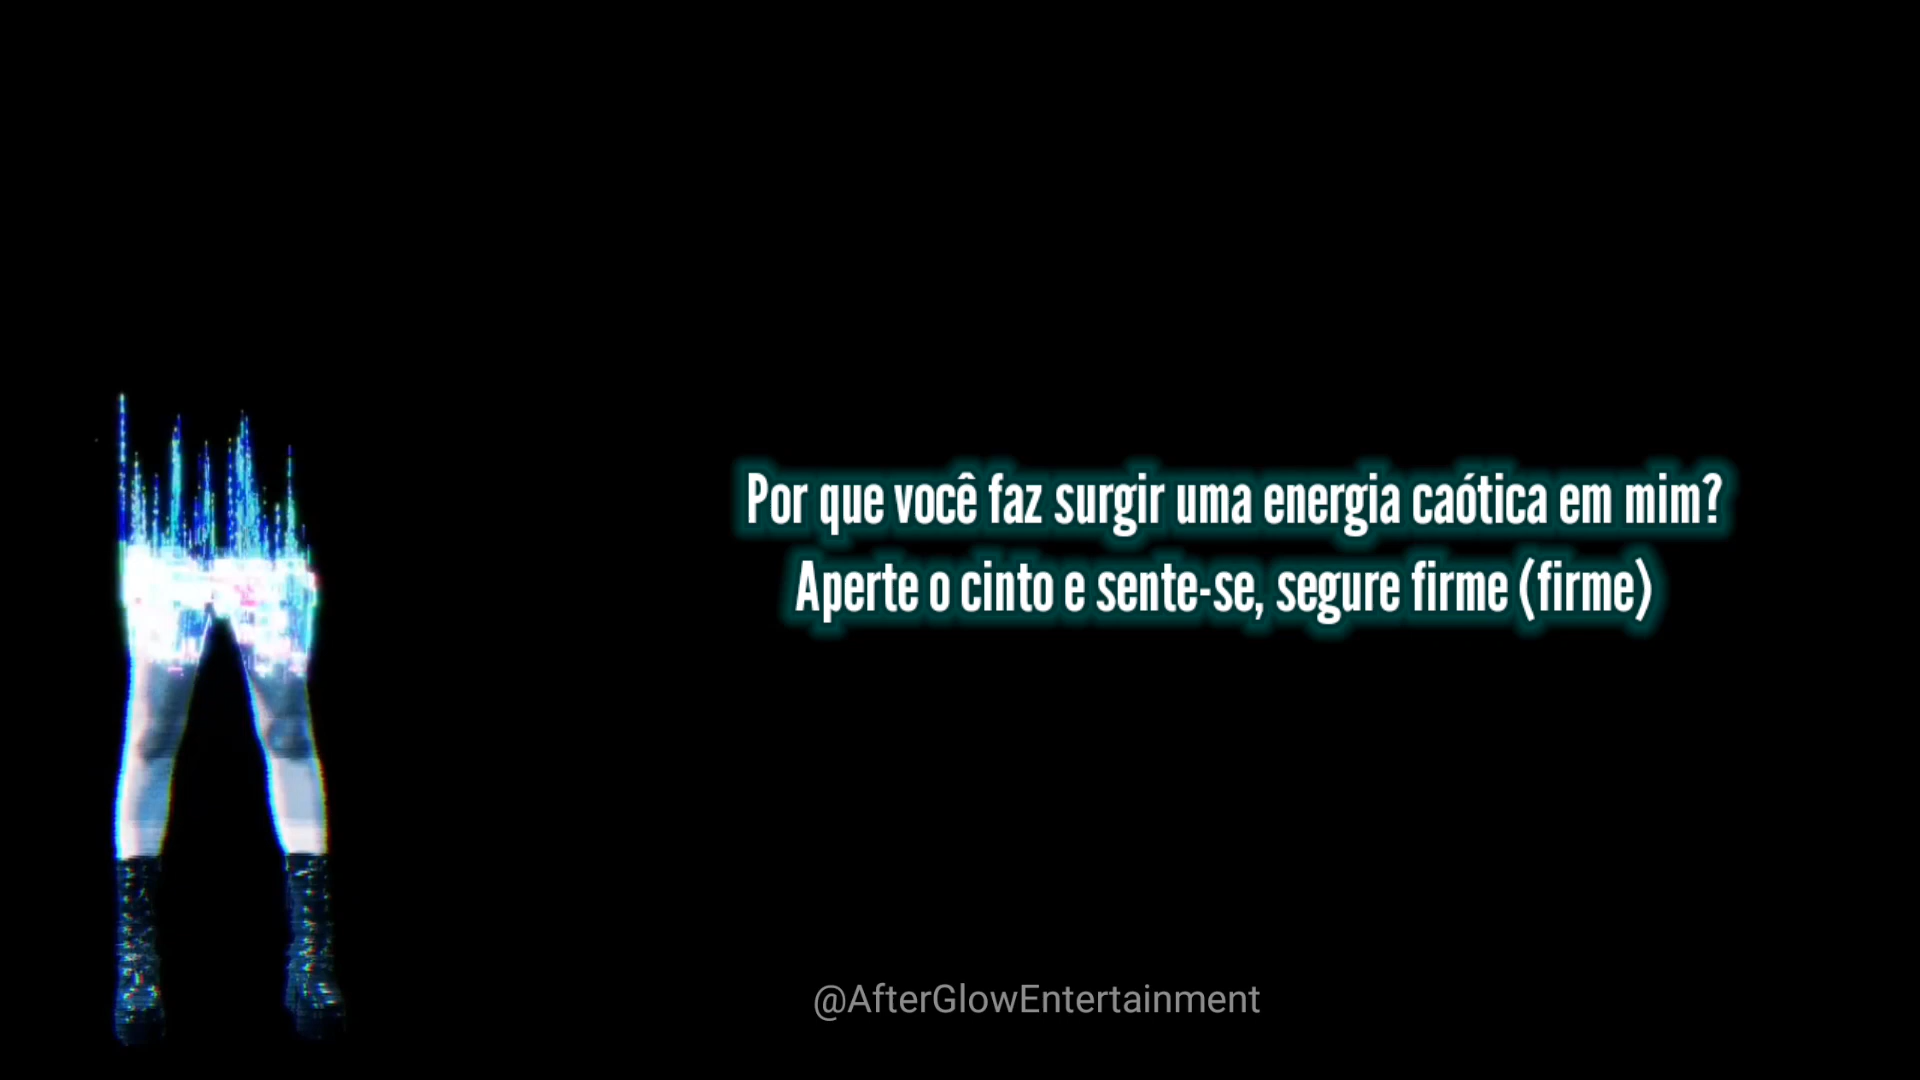 Por que você faz surgir uma energia caótica em mim?
Aperte o cinto e sente-se, segure firme (firme)
@AfterGlowEntertainment